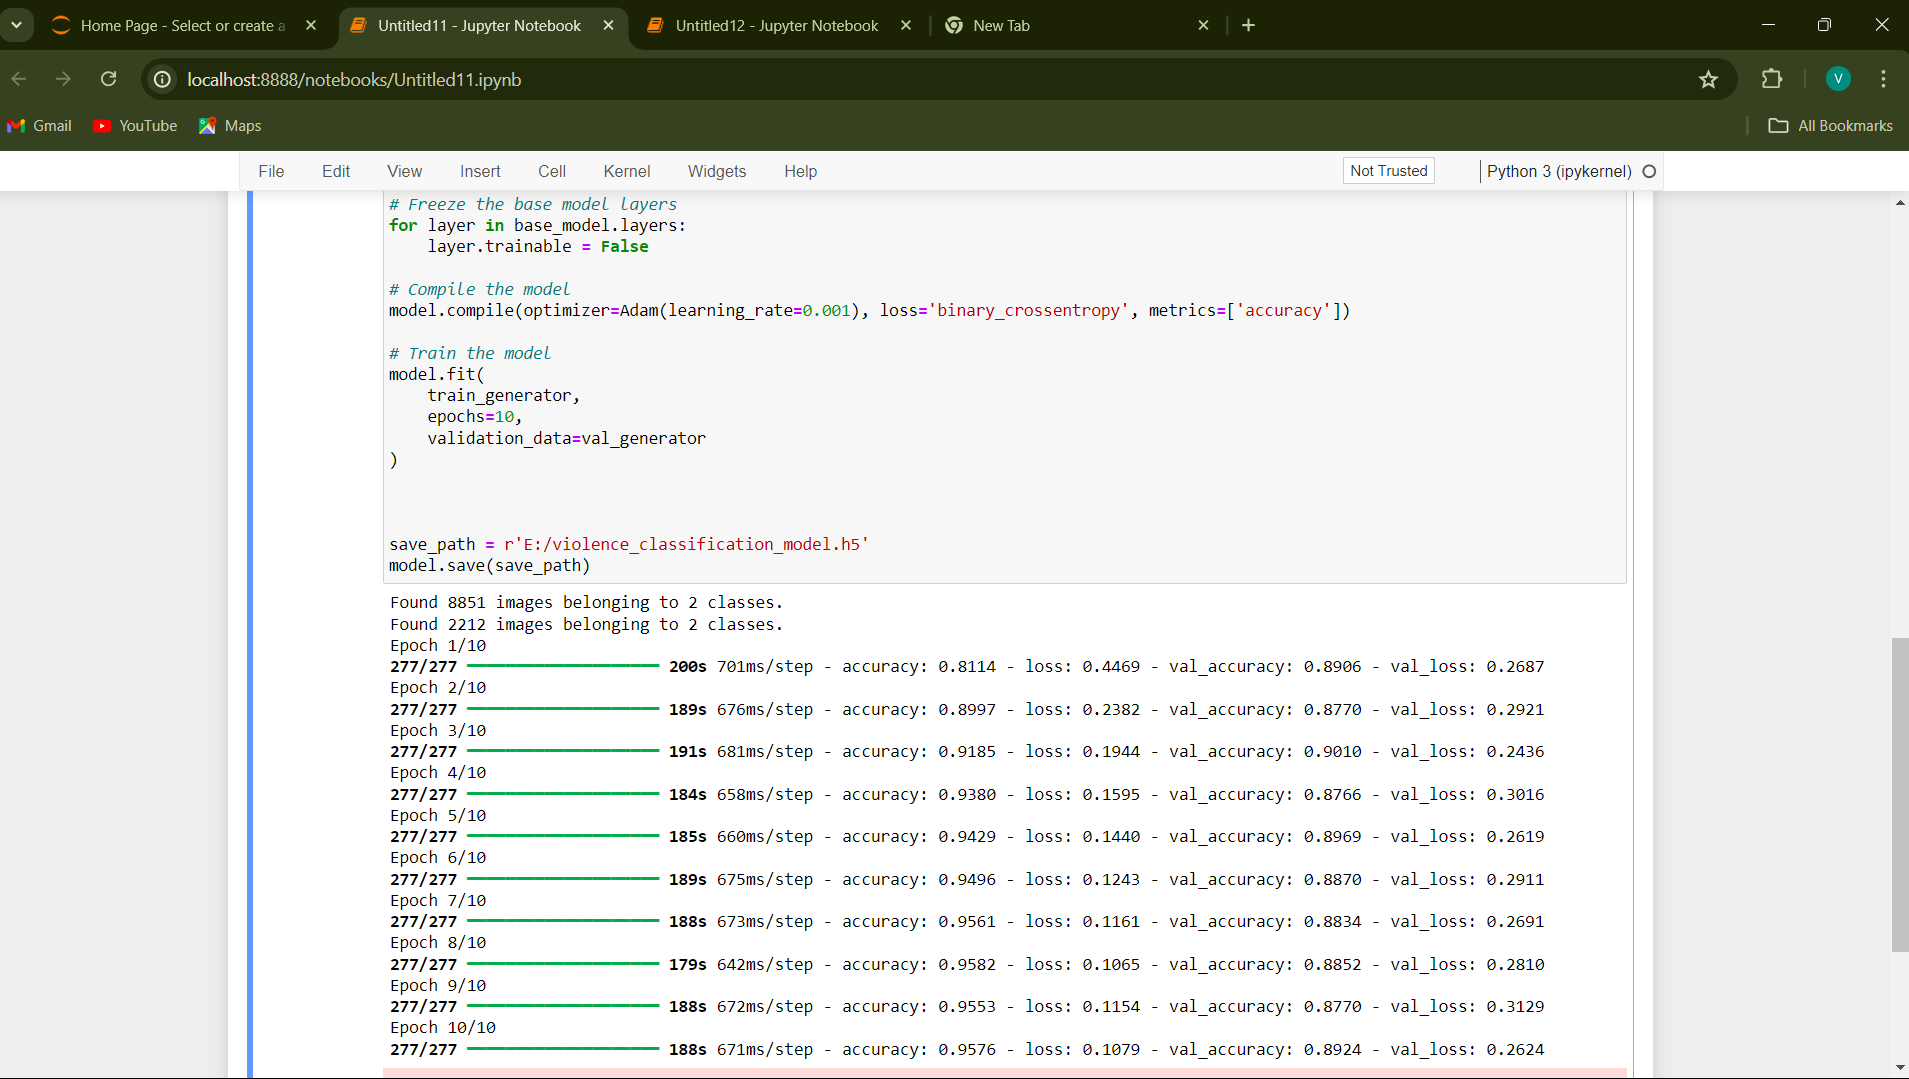 Home Page - Select or create a
Untitled11 - Jupyter Notebook
Untitled12 - Jupyter Notebook
New Tab
localhost:8888/notebooks/Untitled11.ipynb
V
Gmail
YouTube
Maps
All Bookmarks
File Edit View Insert Cell Kernel Widgets Help
Not Trusted
Python 3 (ipykernel)
# Freeze the base model layers
for layer in base_model.layers:
    layer.trainable = False
# Compile the model
model.compile(optimizer=Adam(learning_rate=0.001), loss='binary_crossentropy', metrics=['accuracy'])
# Train the model
model.fit(
    train_generator,
    epochs=10,
    validation_data=val_generator
)
save_path = r'E:/violence_classification_model.h5'
model.save(save_path)
Found 8851 images belonging to 2 classes.
Found 2212 images belonging to 2 classes.
Epoch 1/10
277/277 200s 701ms/step - accuracy: 0.8114 - loss: 0.4469 - val_accuracy: 0.8906 - val_loss: 0.2687
Epoch 2/10
277/277 189s 676ms/step - accuracy: 0.8997 - loss: 0.2382 - val_accuracy: 0.8770 - val_loss: 0.2921
Epoch 3/10
277/277 191s 681ms/step - accuracy: 0.9185 - loss: 0.1944 - val_accuracy: 0.9010 - val_loss: 0.2436
Epoch 4/10
277/277 184s 658ms/step - accuracy: 0.9380 - loss: 0.1595 - val_accuracy: 0.8766 - val_loss: 0.3016
Epoch 5/10
277/277 185s 660ms/step - accuracy: 0.9429 - loss: 0.1440 - val_accuracy: 0.8969 - val_loss: 0.2619
Epoch 6/10
277/277 189s 675ms/step - accuracy: 0.9496 - loss: 0.1243 - val_accuracy: 0.8870 - val_loss: 0.2911
Epoch 7/10
277/277 188s 673ms/step - accuracy: 0.9561 - loss: 0.1161 - val_accuracy: 0.8834 - val_loss: 0.2691
Epoch 8/10
277/277 179s 642ms/step - accuracy: 0.9582 - loss: 0.1065 - val_accuracy: 0.8852 - val_loss: 0.2810
Epoch 9/10
277/277 188s 672ms/step - accuracy: 0.9553 - loss: 0.1154 - val_accuracy: 0.8770 - val_loss: 0.3129
Epoch 10/10
277/277 188s 671ms/step - accuracy: 0.9576 - loss: 0.1079 - val_accuracy: 0.8924 - val_loss: 0.2624